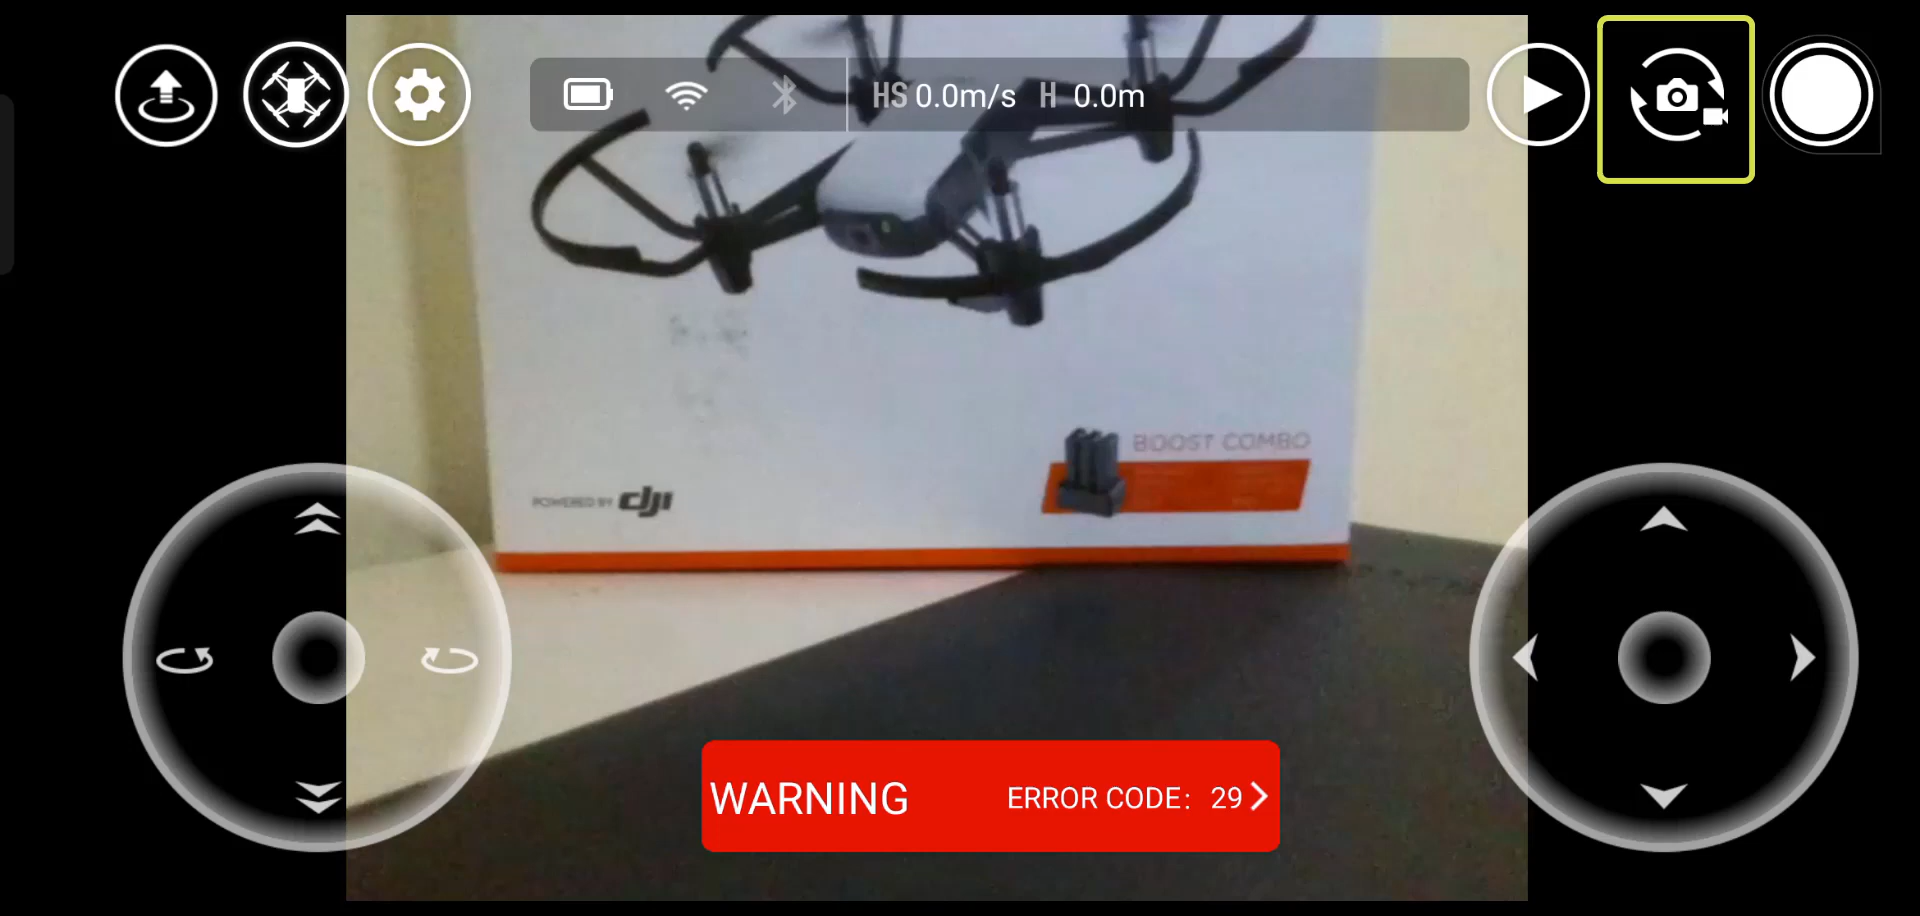 HS 0.0m/s H 0.0m
BOOST COMBO
POWERED BY dji
WARNING ERROR CODE: 29